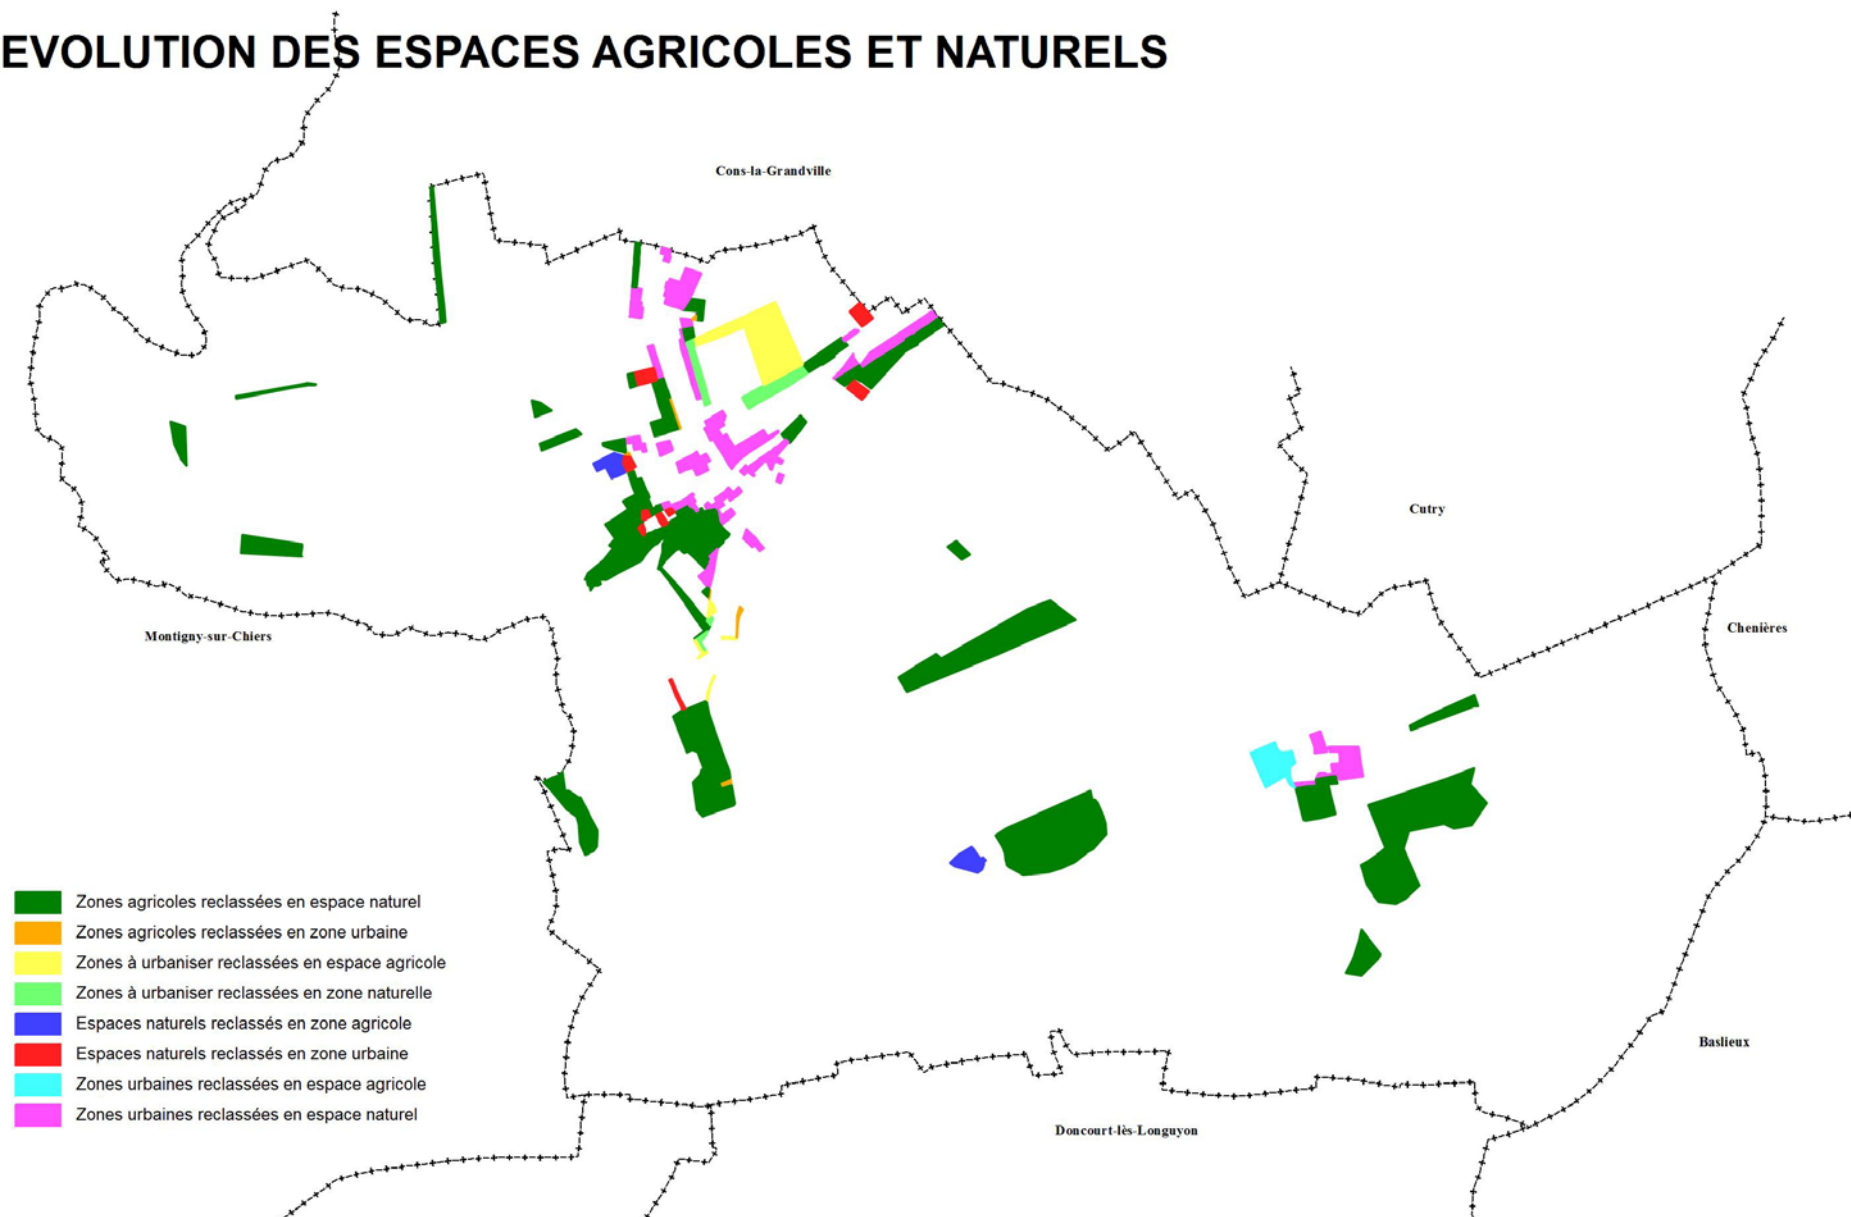 EVOLUTION DES ESPACES AGRICOLES ET NATURELS
Cons-la-Grandville
Cutry
Chenières
Montigny-sur-Chiers
Zones agricoles reclassées en espace naturel
Zones agricoles reclassées en zone urbaine
Zones à urbaniser reclassées en espace agricole
Zones à urbaniser reclassées en zone naturelle
Espaces naturels reclassés en zone agricole
Espaces naturels reclassés en zone urbaine
Zones urbaines reclassées en espace agricole
Zones urbaines reclassées en espace naturel
Baslieux
Doncourt-lès-Longuyon